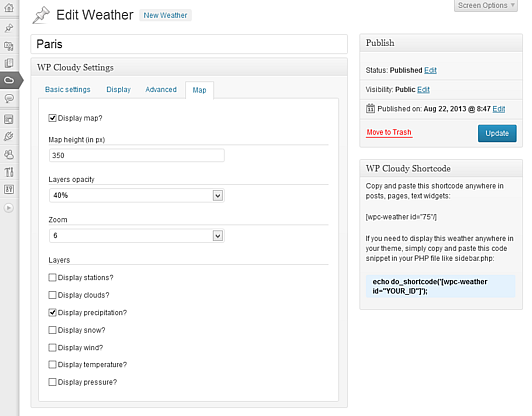 Screen Options
Edit Weather
New Weather
Paris
WP Cloudy Settings
Basic settings
Display
Advanced
Map
Display map?
Map height (in px)
350
Layers opacity
40%
Zoom
6
Layers
Display stations?
Display clouds?
Display precipitation?
Display snow?
Display wind?
Display temperature?
Display pressure?
Publish
Status: Published Edit
Visibility: Public Edit
Published on: Aug 22, 2013 @ 8:47 Edit
Move to Trash
Update
WP Cloudy Shortcode
Copy and paste this shortcode anywhere in
posts, pages, text widgets:
[wpc-weather id="75"/]
If you need to display this weather anywhere in
your theme, simply copy and paste this code
snippet in your PHP file like sidebar.php:
echo do_shortcode('[wpc-weather
id="YOUR_ID"]');